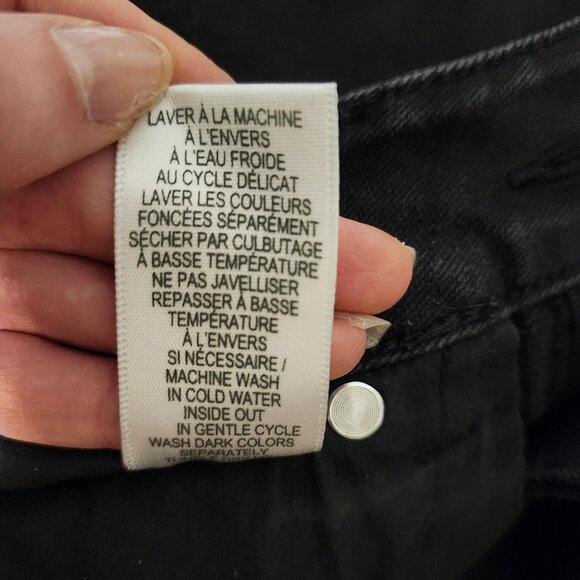 LAVER À LA MACHINE
À L'ENVERS
À L'EAU FROIDE
AU CYCLE DÉLICAT
LAVER LES COULEURS
FONCÉES SÉPARÉMENT
SÉCHER PAR CULBUTAGE
À BASSE TEMPÉRATURE
NE PAS JAVELLISER
REPASSER À BASSE
TEMPÉRATURE
À L'ENVERS
SI NÉCESSAIRE /
MACHINE WASH
IN COLD WATER
INSIDE OUT
IN GENTLE CYCLE
WASH DARK COLORS
SEPARATELY